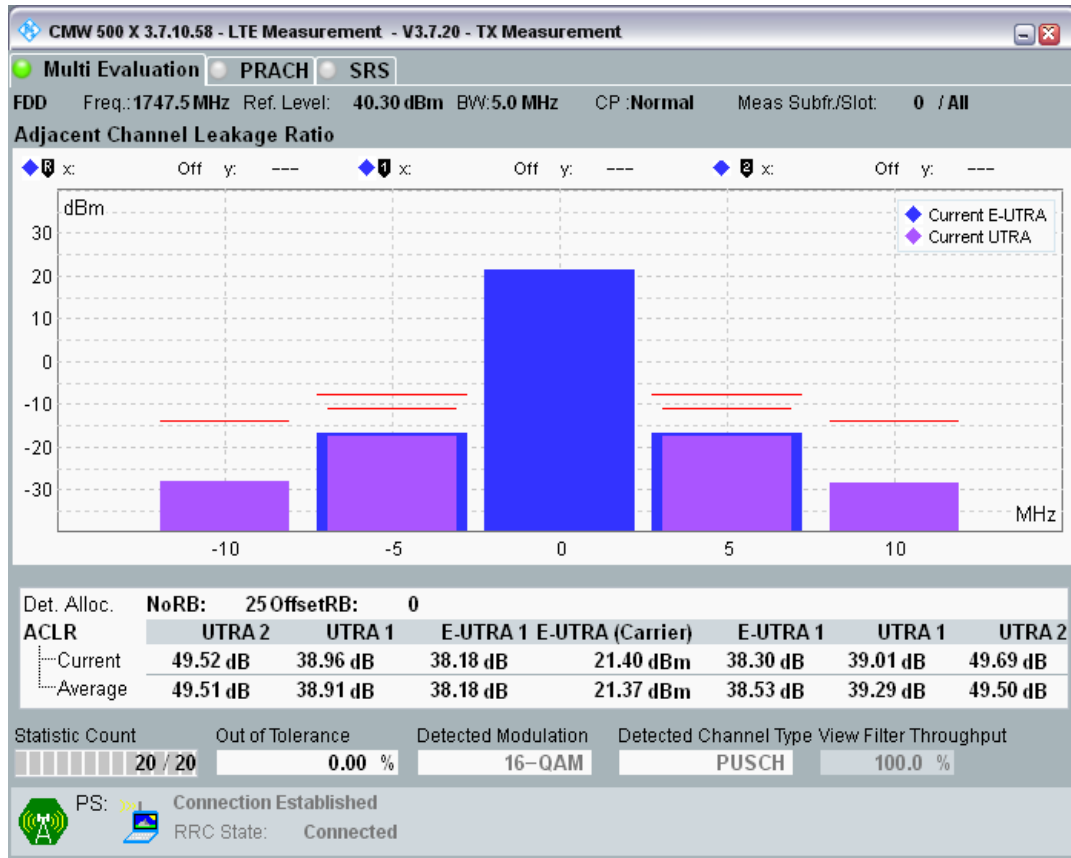 CMW 500 X 3.7.10.58 - LTE Measurement - V3.7.20 - TX Measurement
Multi Evaluation PRACH SRS
FDD Freq.:1747.5 MHz Ref. Level: 40.30 dBm BW:5.0 MHz CP :Normal Meas Subfr./Slot: 0 / All
Adjacent Channel Leakage Ratio
R x: Off y: --- 1 x: Off y: --- 2 x: Off y: ---
dBm
Current E-UTRA
Current UTRA
30
20
10
0
-10
-20
-30
MHz
-10 -5 0 5 10
Det. Alloc. NoRB: 25 OffsetRB: 0
ACLR UTRA 2 UTRA 1 E-UTRA 1 E-UTRA (Carrier) E-UTRA 1 UTRA 1 UTRA 2
Current 49.52 dB 38.96 dB 38.18 dB 21.40 dBm 38.30 dB 39.01 dB 49.69 dB
Average 49.51 dB 38.91 dB 38.18 dB 21.37 dBm 38.53 dB 39.29 dB 49.50 dB
Statistic Count Out of Tolerance Detected Modulation Detected Channel Type View Filter Throughput
20 / 20 0.00 % 16-QAM PUSCH 100.0 %
PS: Connection Established
RRC State: Connected